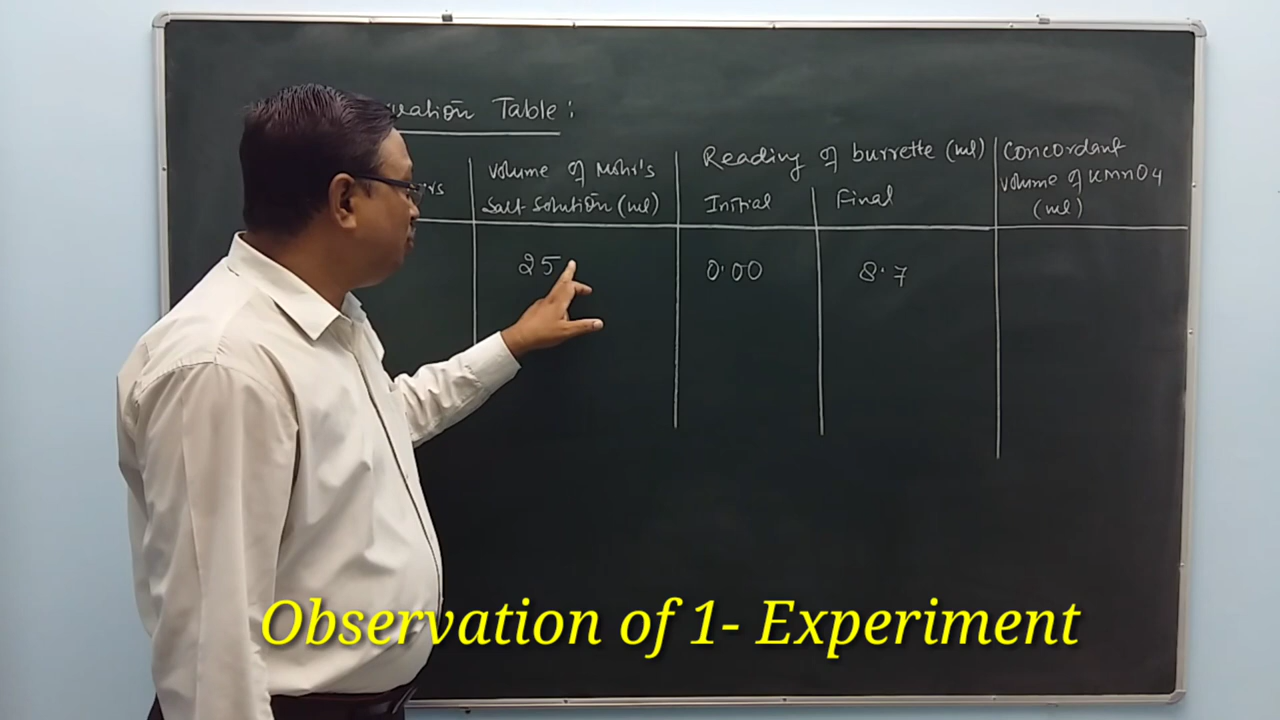 vation Table:
Volume of Mohr's
Salt Solution (ml)
Reading of burrette (ml)
Initial
Final
Concordant
Volume of KMnO4
(ml)
25
0.00
8.7
Observation of 1- Experiment